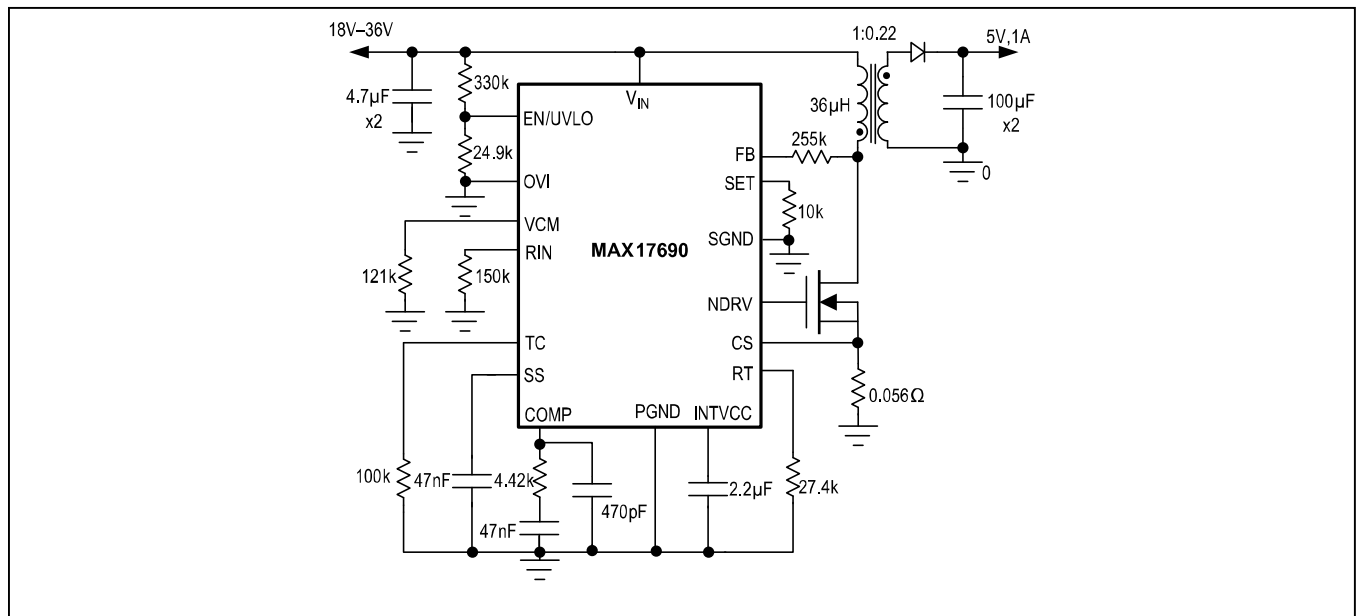 18V–36V
1:0.22
5V,1A
330k
4.7µF
x2
VIN
36µH
100µF
x2
EN/UVLO
24.9k
FB
255k
OVI
SET
0
10k
VCM
MAX17690
SGND
RIN
121k
150k
NDRV
TC
CS
SS
RT
0.056Ω
COMP
PGND
INTVCC
100k
47nF
4.42k
2.2µF
27.4k
470pF
47nF